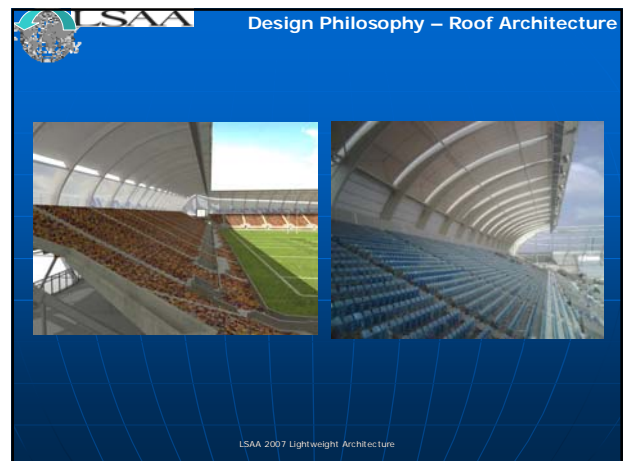 LSAA
Design Philosophy – Roof Architecture
LSAA 2007 Lightweight Architecture